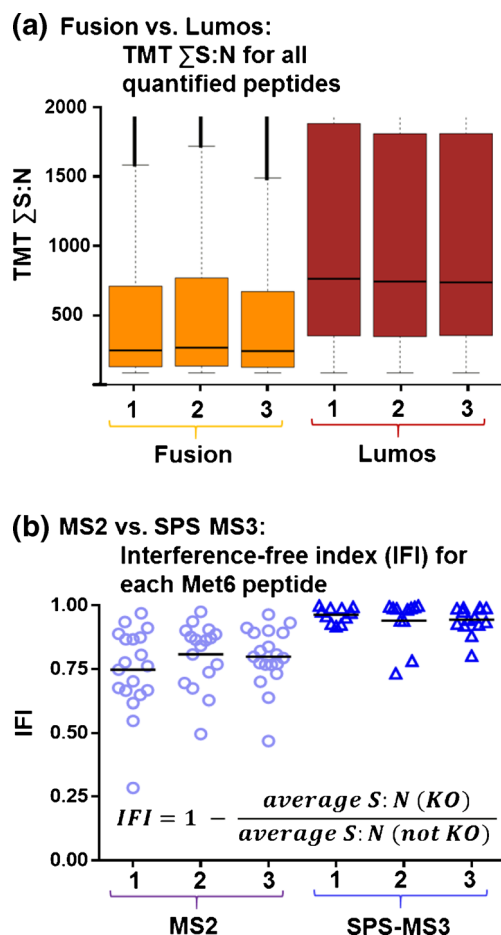 (a) Fusion vs. Lumos:
TMT ∑S:N for all
quantified peptides
TMT ∑S:N
2000
1500
1000
500
1 2 3 1 2 3
Fusion Lumos
(b) MS2 vs. SPS MS3:
Interference-free index (IFI) for
each Met6 peptide
IFI
1.00
0.75
0.50
0.25
0.00
IFI = 1 − average S:N (KO) / average S:N (not KO)
1 2 3 1 2 3
MS2 SPS-MS3